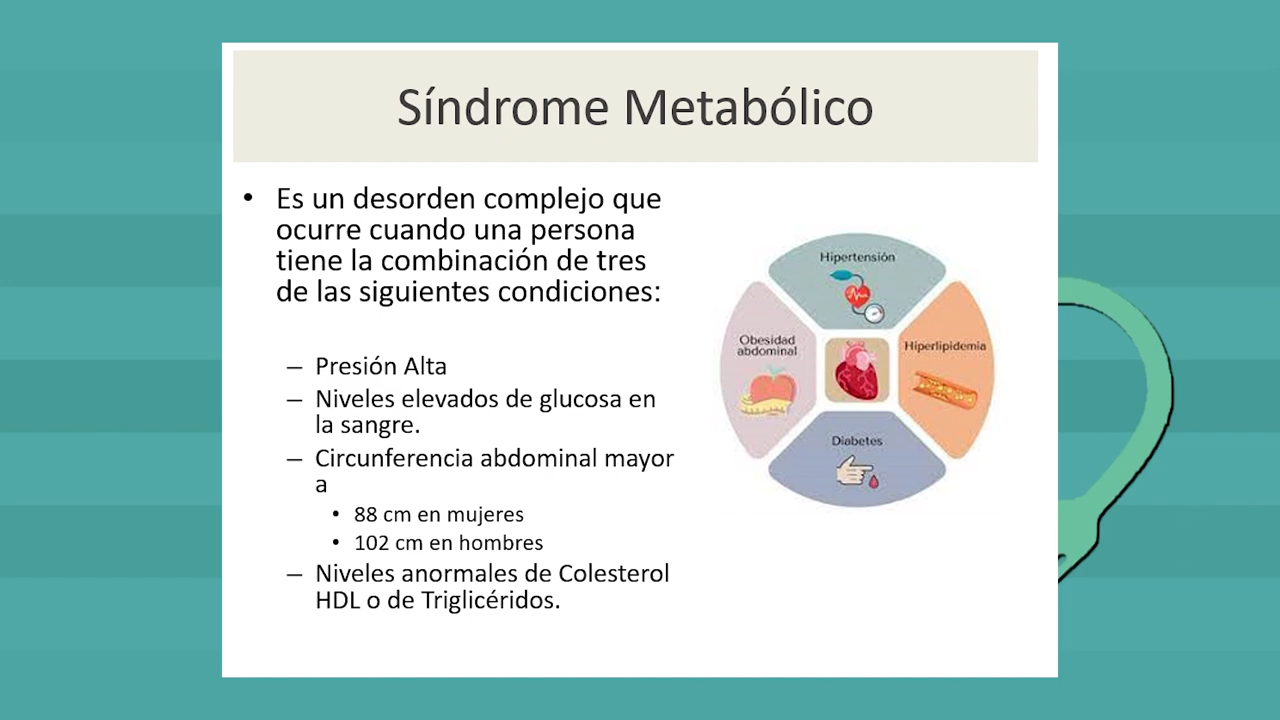 Síndrome Metabólico
• Es un desorden complejo que
ocurre cuando una persona
tiene la combinación de tres
de las siguientes condiciones:
– Presión Alta
– Niveles elevados de glucosa en
la sangre.
– Circunferencia abdominal mayor
a
• 88 cm en mujeres
• 102 cm en hombres
– Niveles anormales de Colesterol
HDL o de Triglicéridos.
Hipertensión
Obesidad
abdominal
Hiperlipidemia
Diabetes